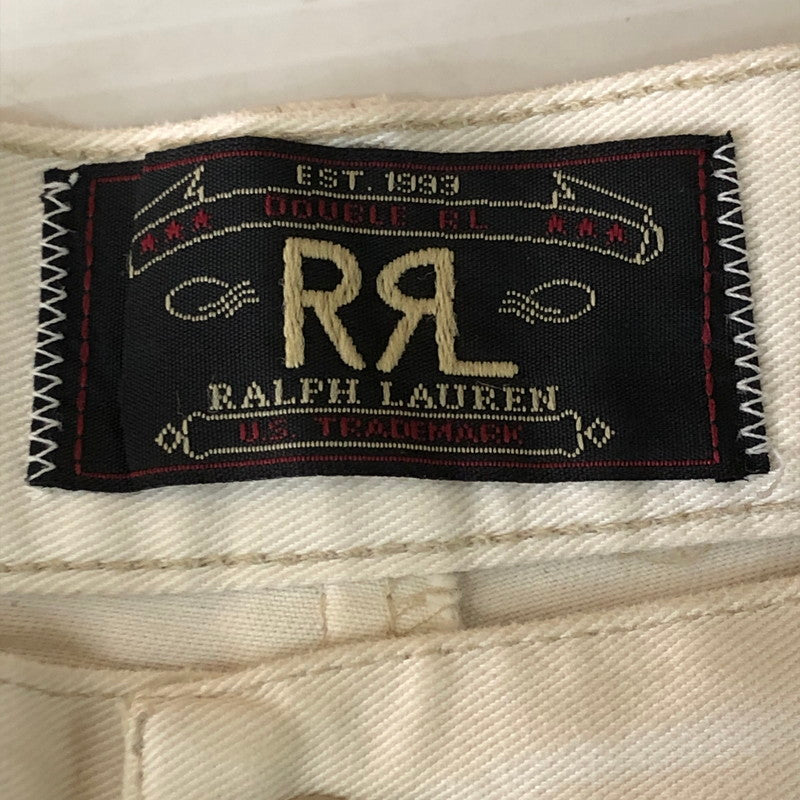 EST. 1993
DOUBLE RL
RRL
RALPH LAUREN
U.S. TRADEMARK